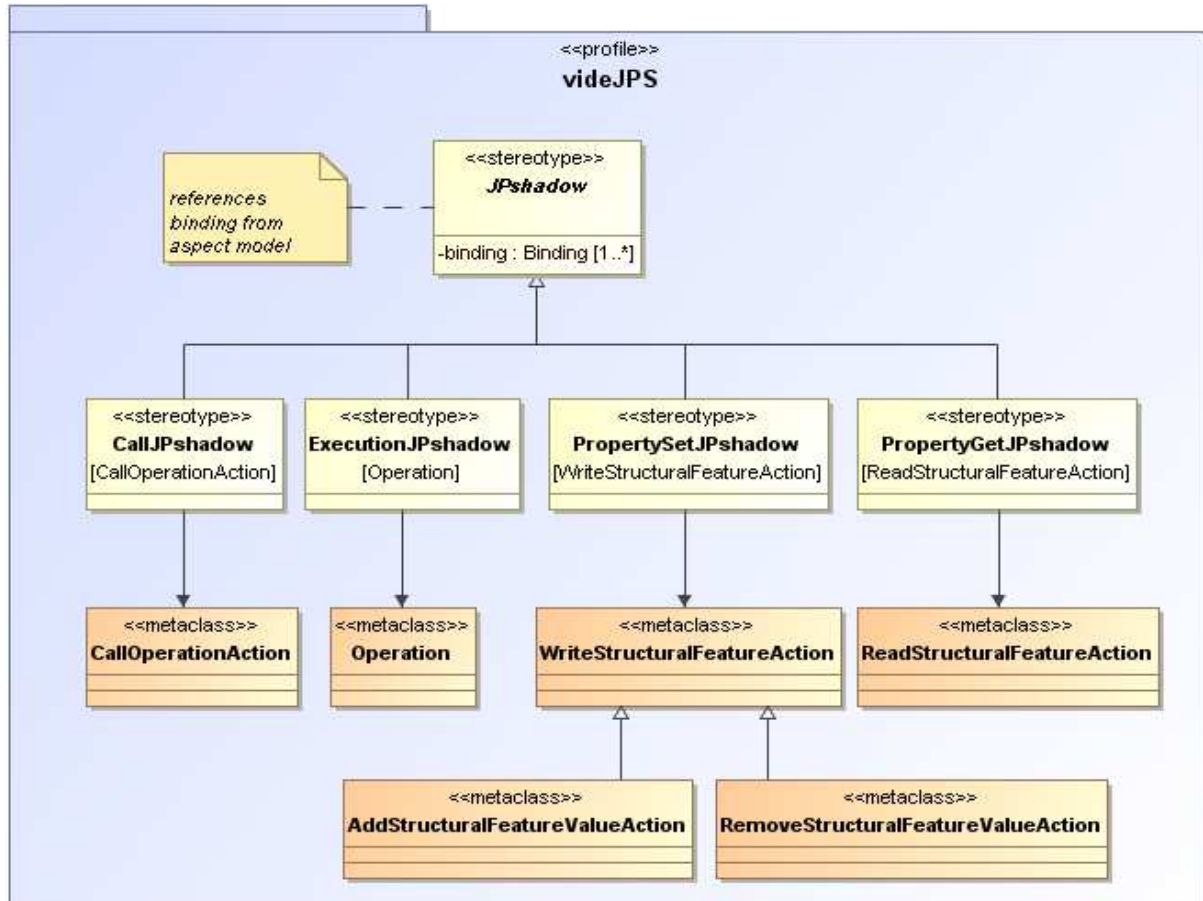 <<profile>>
videJPS
<<stereotype>>
JPshadow
-binding : Binding [1..*]
references
binding from
aspect model
<<stereotype>>
CallJPshadow
[CallOperationAction]
<<stereotype>>
ExecutionJPshadow
[Operation]
<<stereotype>>
PropertySetJPshadow
[WriteStructuralFeatureAction]
<<stereotype>>
PropertyGetJPshadow
[ReadStructuralFeatureAction]
<<metaclass>>
CallOperationAction
<<metaclass>>
Operation
<<metaclass>>
WriteStructuralFeatureAction
<<metaclass>>
ReadStructuralFeatureAction
<<metaclass>>
AddStructuralFeatureValueAction
<<metaclass>>
RemoveStructuralFeatureValueAction